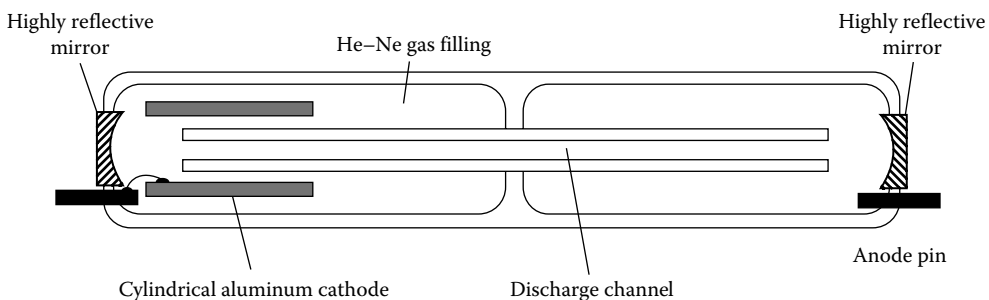 Highly reflective
mirror
He–Ne gas filling
Highly reflective
mirror
Anode pin
Cylindrical aluminum cathode
Discharge channel